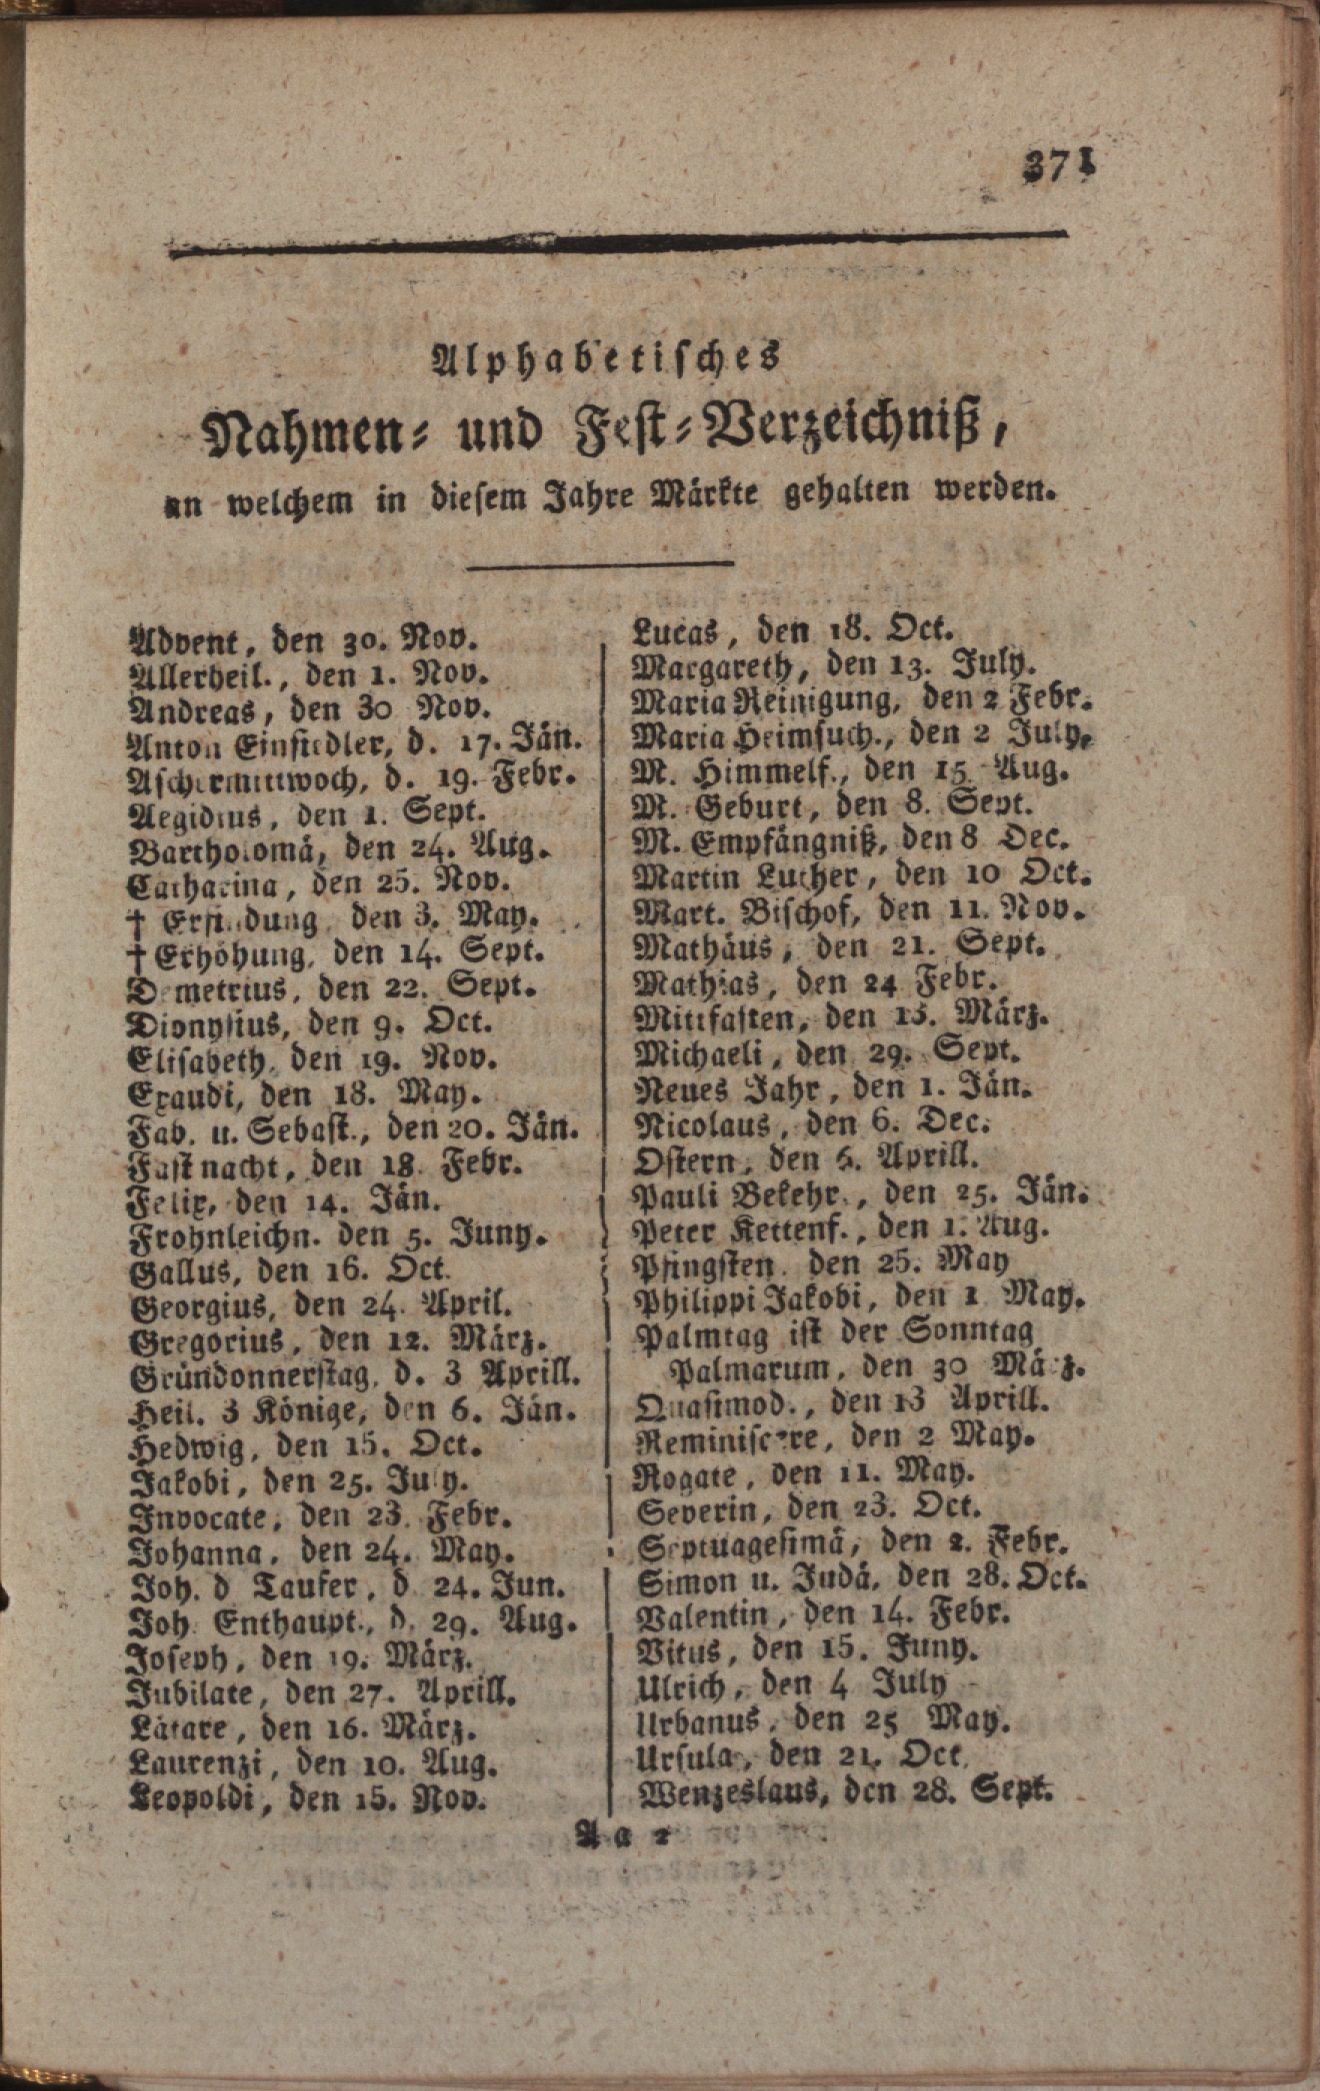 371
Alphabetisches
Nahmen- und Fest-Verzeichniß,
an welchem in diesem Jahre Märkte gehalten werden.
Advent, den 30. Nov.
Allerheil., den 1. Nov.
Andreas, den 30 Nov.
Anton Einsiedler, d. 17. Jän.
Aschermittwoch, d. 19. Febr.
Aegidius, den 1. Sept.
Bartholomä, den 24. Aug.
Catharina, den 25. Nov.
† Erfindung den 3. May.
† Erhöhung, den 14. Sept.
Demetrius, den 22. Sept.
Dionysius, den 9. Oct.
Elisabeth, den 19. Nov.
Exaudi, den 18. May.
Fab. u. Sebast., den 20. Jän.
Fastnacht, den 18. Febr.
Felix, den 14. Jän.
Frohnleichn. den 5. Juny.
Gallus, den 16. Oct.
Georgius, den 24. April.
Gregorius, den 12. März.
Gründonnerstag, d. 3 Aprill.
Heil. 3 Könige, den 6. Jän.
Hedwig, den 15. Oct.
Jakobi, den 25. July.
Invocate, den 23. Febr.
Johanna, den 24. May.
Joh. d Taufer, d 24. Jun.
Joh. Enthaupt., d. 29. Aug.
Joseph, den 19. März.
Jubilate, den 27. Aprill.
Lätare, den 16. März.
Laurenzi, den 10. Aug.
Leopoldi, den 15. Nov.
Lucas, den 18. Oct.
Margareth, den 13. July.
Maria Reinigung, den 2 Febr.
Maria Heimsuch., den 2 July.
M. Himmelf., den 15 Aug.
M. Geburt, den 8. Sept.
M. Empfängniß, den 8 Dec.
Martin Luther, den 10 Oct.
Mart. Bischof, den 11. Nov.
Mathäus, den 21. Sept.
Mathias, den 24 Febr.
Mittfasten, den 13. März.
Michaeli, den 29. Sept.
Neues Jahr, den 1. Jän.
Nicolaus, den 6. Dec.
Ostern, den 6. Aprill.
Pauli Bekehr., den 25. Jän.
Peter Kettenf., den 1. Aug.
Pfingsten den 25. May
Philippi Jakobi, den 1 May.
Palmtag ist der Sonntag
Palmarum, den 30 März.
Quasimod., den 13 Aprill.
Reminiscere, den 2 May.
Rogate, den 11. May.
Severin, den 23. Oct.
Septuagesimä, den 2. Febr.
Simon u. Judä, den 28. Oct.
Valentin, den 14. Febr.
Vitus, den 15. Juny.
Ulrich, den 4 July
Urbanus, den 25 May.
Ursula, den 21. Oct.
Wenzeslaus, den 28. Sept.
Aa 2